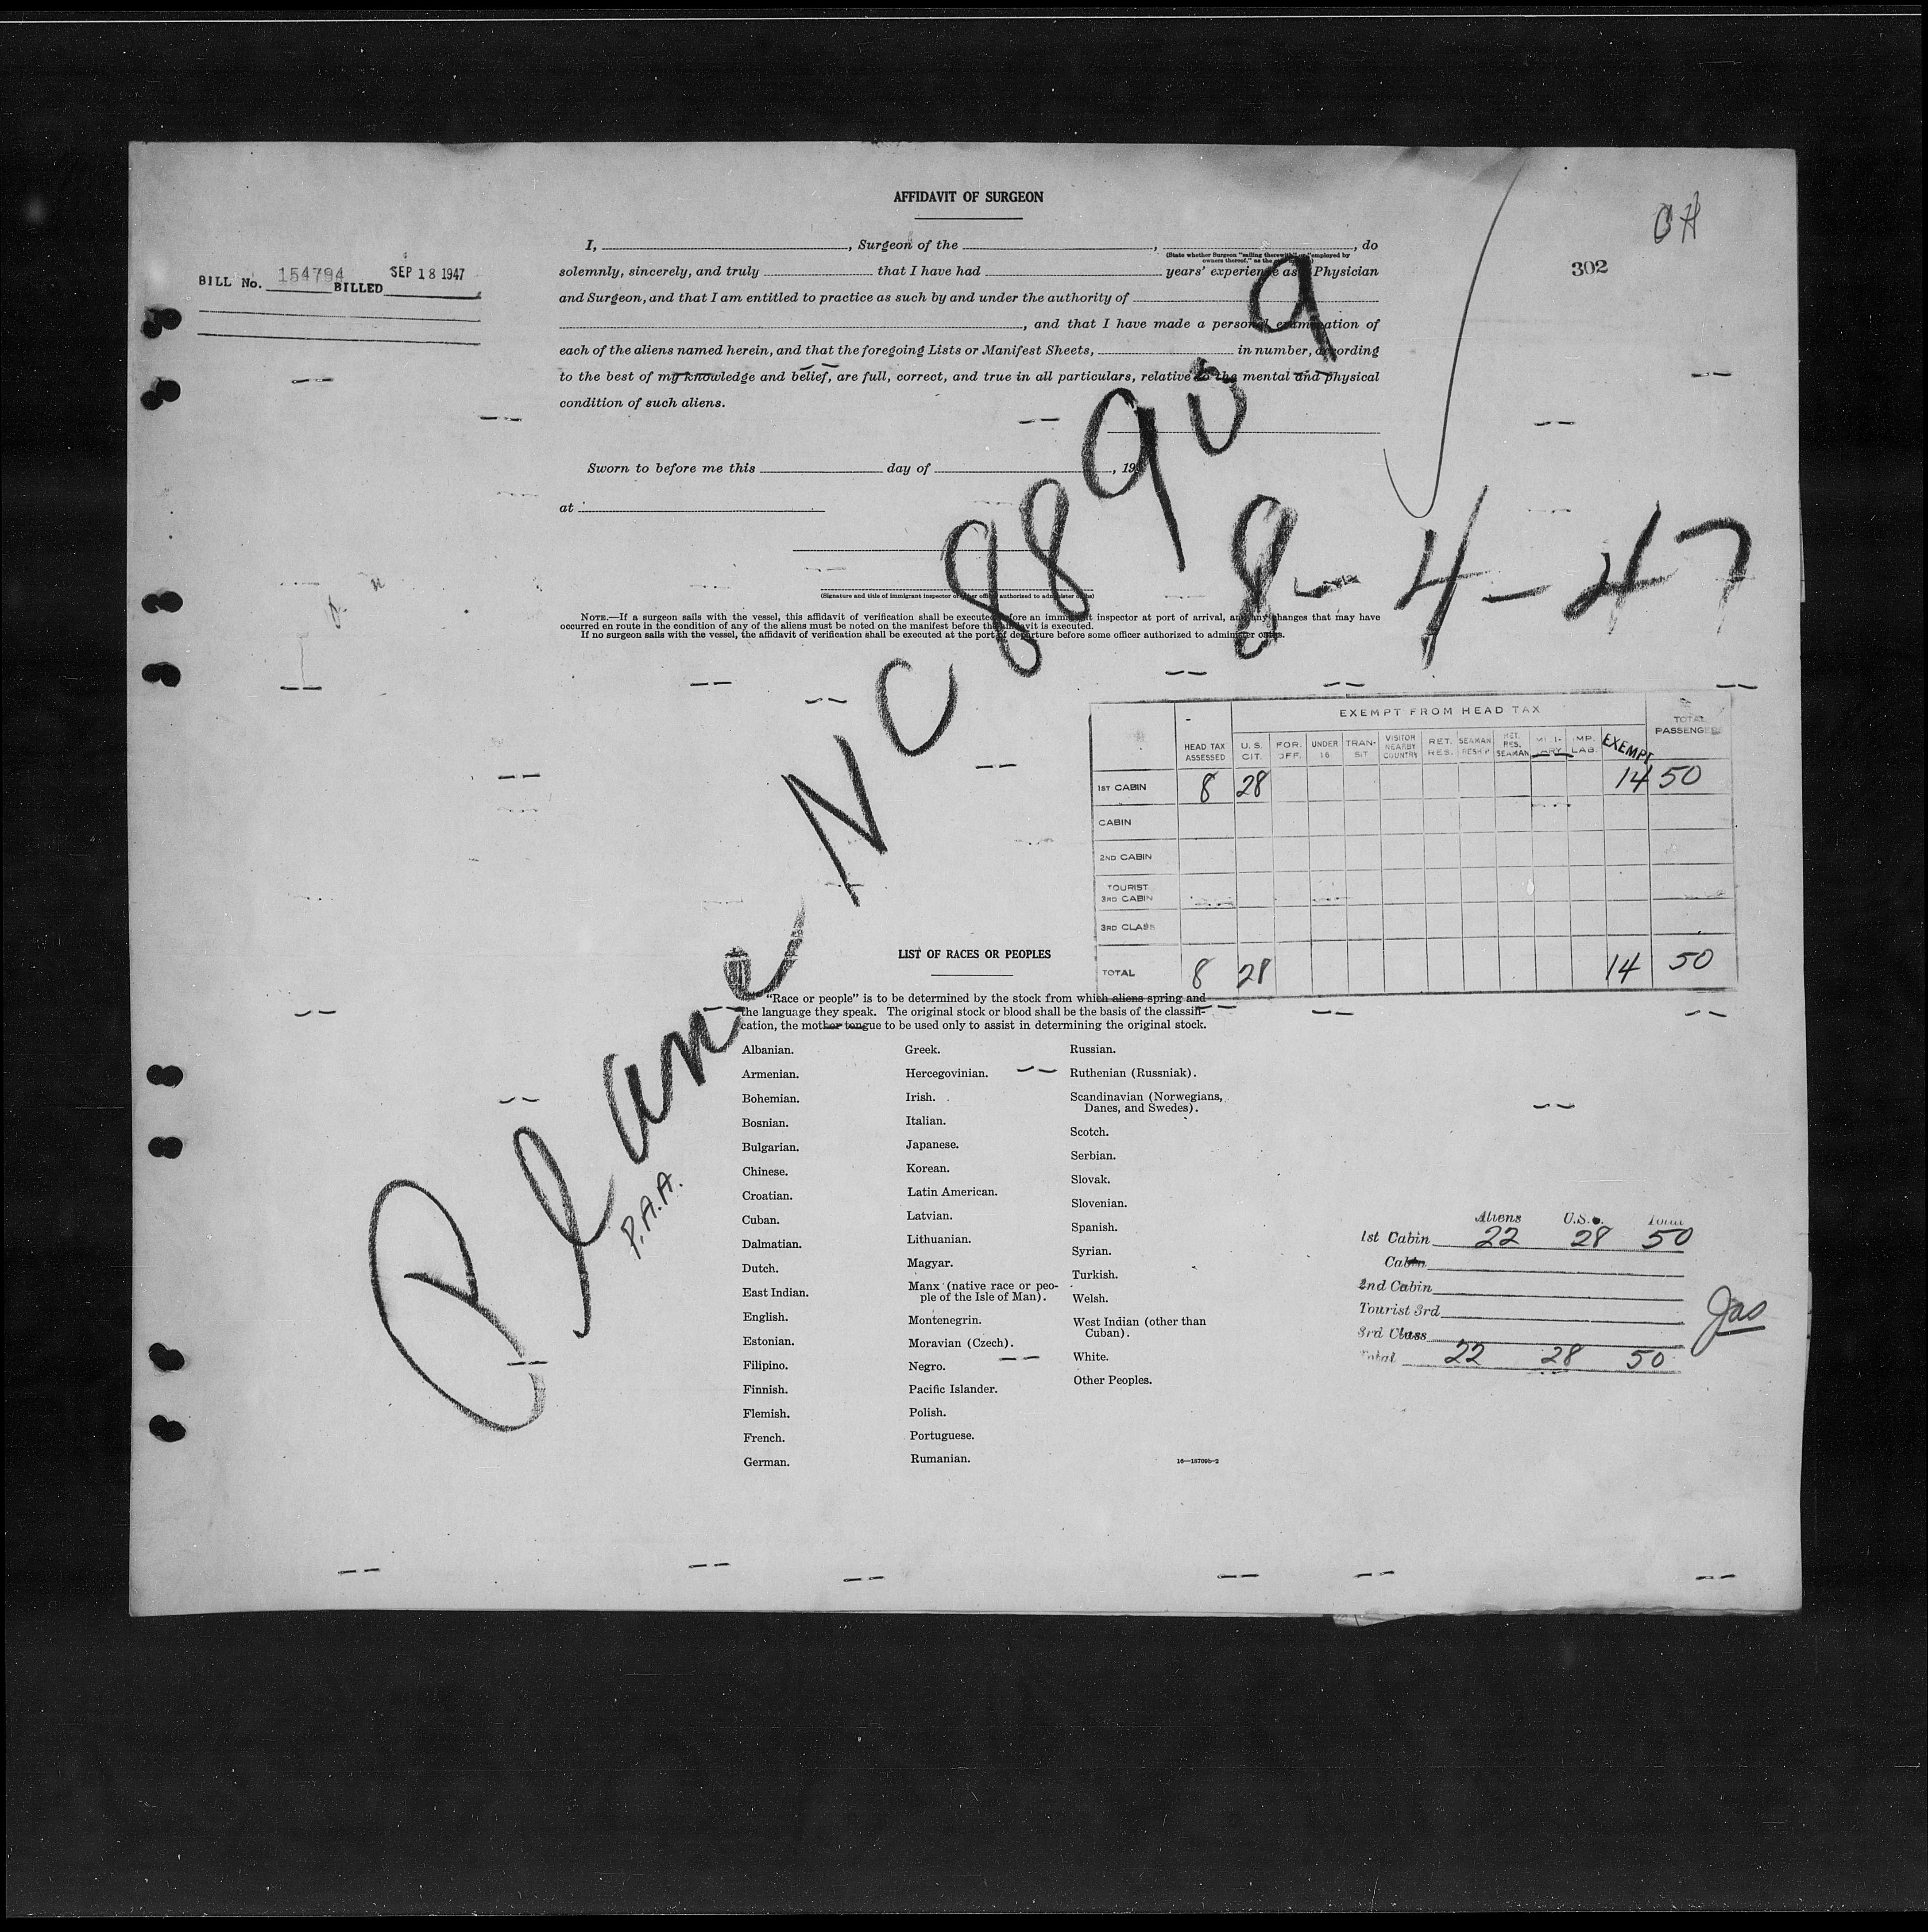 AFFIDAVIT OF SURGEON
302
BILL No. 154794 BILLED SEP 18 1947
I, , Surgeon of the , , do
(State whether Surgeon "sailing therewith" or "employed by
owners thereof," as the
solemnly, sincerely, and truly that I have had years' experience as a Physician
and Surgeon, and that I am entitled to practice as such by and under the authority of
, and that I have made a personal examination of
each of the aliens named herein, and that the foregoing Lists or Manifest Sheets, in number, according
to the best of my knowledge and belief, are full, correct, and true in all particulars, relative to the mental and physical
condition of such aliens.
Sworn to before me this day of , 19
at
(Signature and title of immigrant inspector or other officer authorized to administer oaths)
NOTE.—If a surgeon sails with the vessel, this affidavit of verification shall be executed before an immigrant inspector at port of arrival, and any changes that may have
occurred en route in the condition of any of the aliens must be noted on the manifest before the affidavit is executed.
If no surgeon sails with the vessel, the affidavit of verification shall be executed at the port of departure before some officer authorized to administer oaths.
Plane NC 88909
8-4-47
P.A.A.
EXEMPT FROM HEAD TAX
HEAD TAX ASSESSED U. S. CIT. FOR. OFF. UNDER 16 TRANSIT VISITOR NEARBY COUNTRY RET. RES. SEAMAN RET. RES. SEAMAN IMP. LAB. EXEMPT TOTAL PASSENGERS
1ST CABIN 8 28 14 50
CABIN
2ND CABIN
TOURIST
3RD CABIN
3RD CLASS
TOTAL 8 28 14 50
LIST OF RACES OR PEOPLES
"Race or people" is to be determined by the stock from which aliens spring and
the language they speak. The original stock or blood shall be the basis of the classifi-
cation, the mother tongue to be used only to assist in determining the original stock.
Albanian.
Armenian.
Bohemian.
Bosnian.
Bulgarian.
Chinese.
Croatian.
Cuban.
Dalmatian.
Dutch.
East Indian.
English.
Estonian.
Filipino.
Finnish.
Flemish.
French.
German.
Greek.
Hercegovinian.
Irish.
Italian.
Japanese.
Korean.
Latin American.
Latvian.
Lithuanian.
Magyar.
Manx (native race or peo-
ple of the Isle of Man).
Montenegrin.
Moravian (Czech).
Negro.
Pacific Islander.
Polish.
Portuguese.
Rumanian.
Russian.
Ruthenian (Russniak).
Scandinavian (Norwegians,
Danes, and Swedes).
Scotch.
Serbian.
Slovak.
Slovenian.
Spanish.
Syrian.
Turkish.
Welsh.
West Indian (other than
Cuban).
White.
Other Peoples.
16—18709b-2
Aliens U.S.C. Total
1st Cabin 22 28 50
Cabin
2nd Cabin
Tourist 3rd
3rd Class
Total 22 28 50